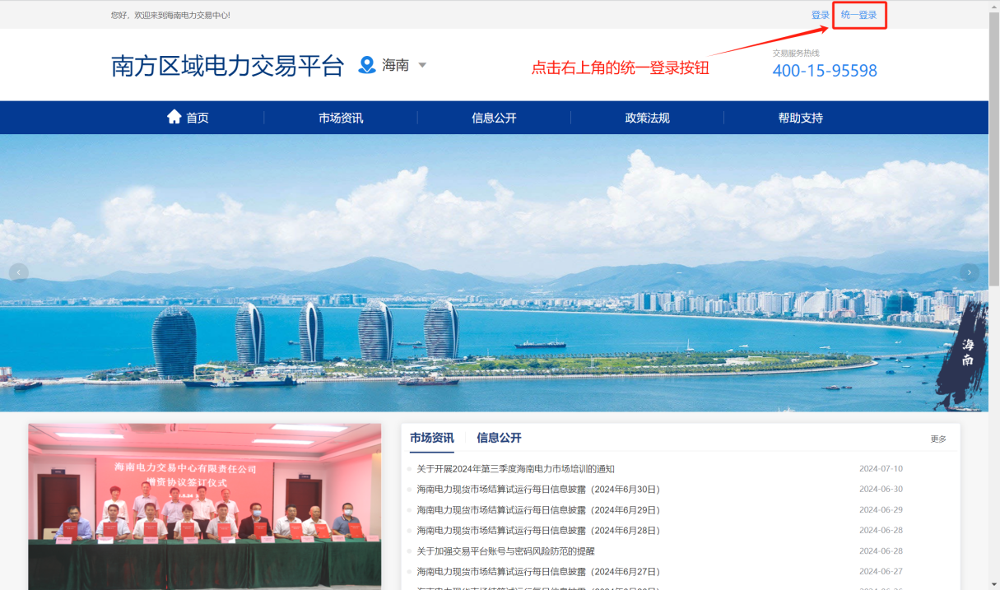 您好，欢迎来到海南电力交易中心!
登录 统一登录
南方区域电力交易平台 海南
点击右上角的统一登录按钮
交易服务热线
400-15-95598
首页 市场资讯 信息公开 政策法规 帮助支持
海南
海南电力交易中心有限责任公司
增资协议签订仪式
市场资讯 信息公开 更多
关于开展2024年第三季度海南电力市场培训的通知 2024-07-10
海南电力现货市场结算试运行每日信息披露（2024年6月30日） 2024-06-30
海南电力现货市场结算试运行每日信息披露（2024年6月29日） 2024-06-29
海南电力现货市场结算试运行每日信息披露（2024年6月28日） 2024-06-28
关于加强交易平台账号与密码风险防范的提醒 2024-06-28
海南电力现货市场结算试运行每日信息披露（2024年6月27日） 2024-06-27